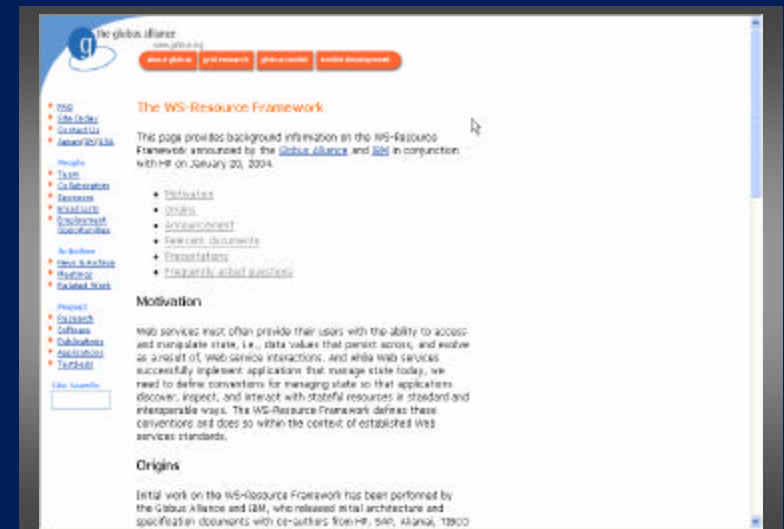 the globus alliance
www.globus.org
about globus
grid research
globus toolkit
toolkit development
FAQ
Site Index
Contact Us
People
Team
Collaborators
Sponsors
Email Lists
Employment
Opportunities
Activities
News & Archive
Meetings
Related Work
Project
Research
Software
Publications
Applications
Testbeds
Site Search
The WS-Resource Framework
This page provides background information on the WS-Resource
Framework announced by the Globus Alliance and IBM in conjunction
with HP on January 20, 2004.
Motivation
Origins
Announcement
Relevant documents
Presentations
Frequently asked questions
Motivation
Web services must often provide their users with the ability to access
and manipulate state, i.e., data values that persist across, and evolve
as a result of, Web service interactions. And while Web services
successfully implement applications that manage state today, we
need to define conventions for managing state so that applications
discover, inspect, and interact with stateful resources in standard and
interoperable ways. The WS-Resource Framework defines these
conventions and does so within the context of established Web
services standards.
Origins
Initial work on the WS-Resource Framework has been performed by
the Globus Alliance and IBM, who released initial architecture and
specification documents with co-authors from HP, SAP, Akamai, TIBCO